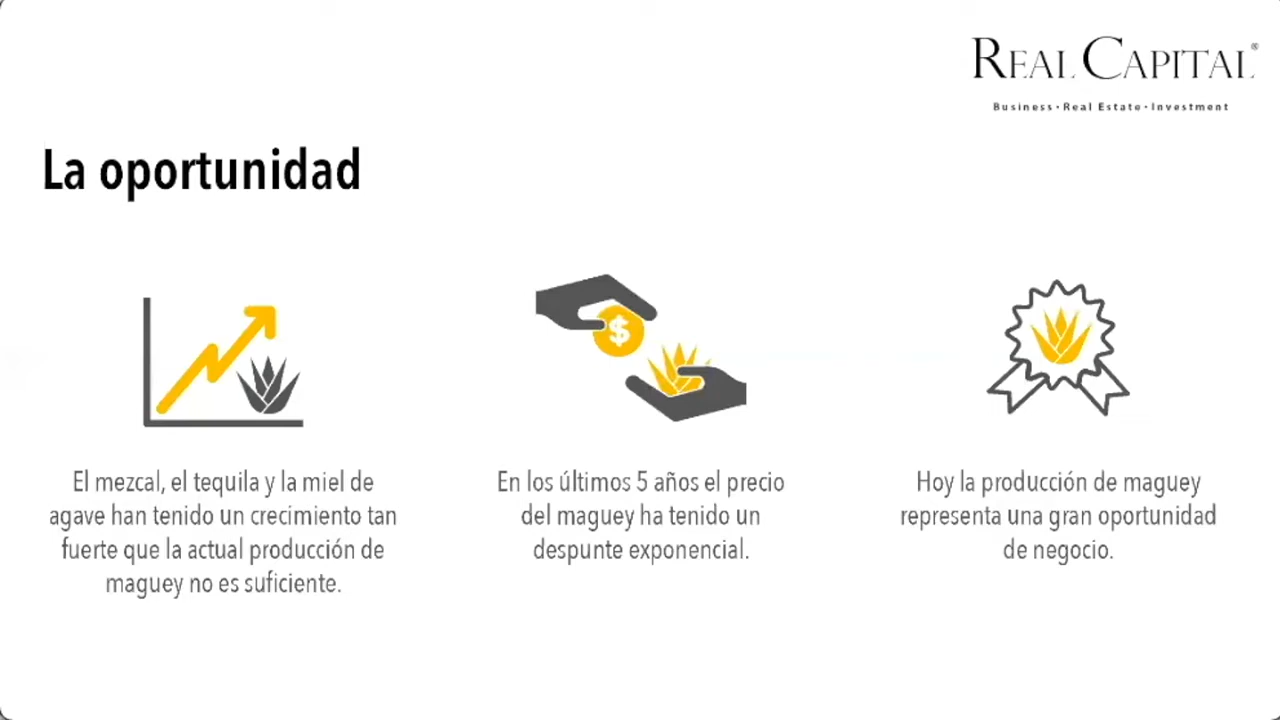 REAL CAPITAL®
Business · Real Estate · Investment
La oportunidad
$
El mezcal, el tequila y la miel de
agave han tenido un crecimiento tan
fuerte que la actual producción de
maguey no es suficiente.
En los últimos 5 años el precio
del maguey ha tenido un
despunte exponencial.
Hoy la producción de maguey
representa una gran oportunidad
de negocio.